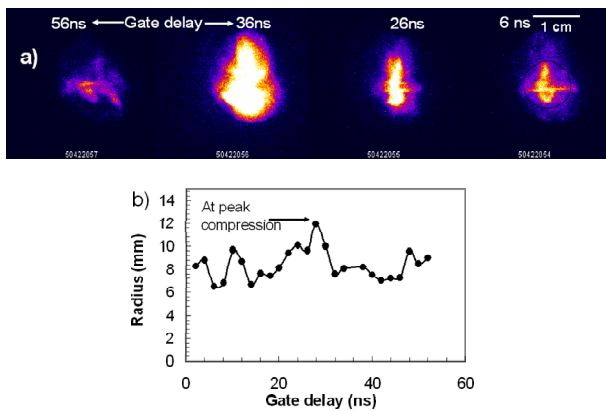 56ns Gate delay 36ns 26ns 6 ns
1 cm
a)
50422057 50422056 50422055 50422054
b)
At peak
compression
14
12
10
8
6
4
2
0
Radius (mm)
0 20 40 60
Gate delay (ns)